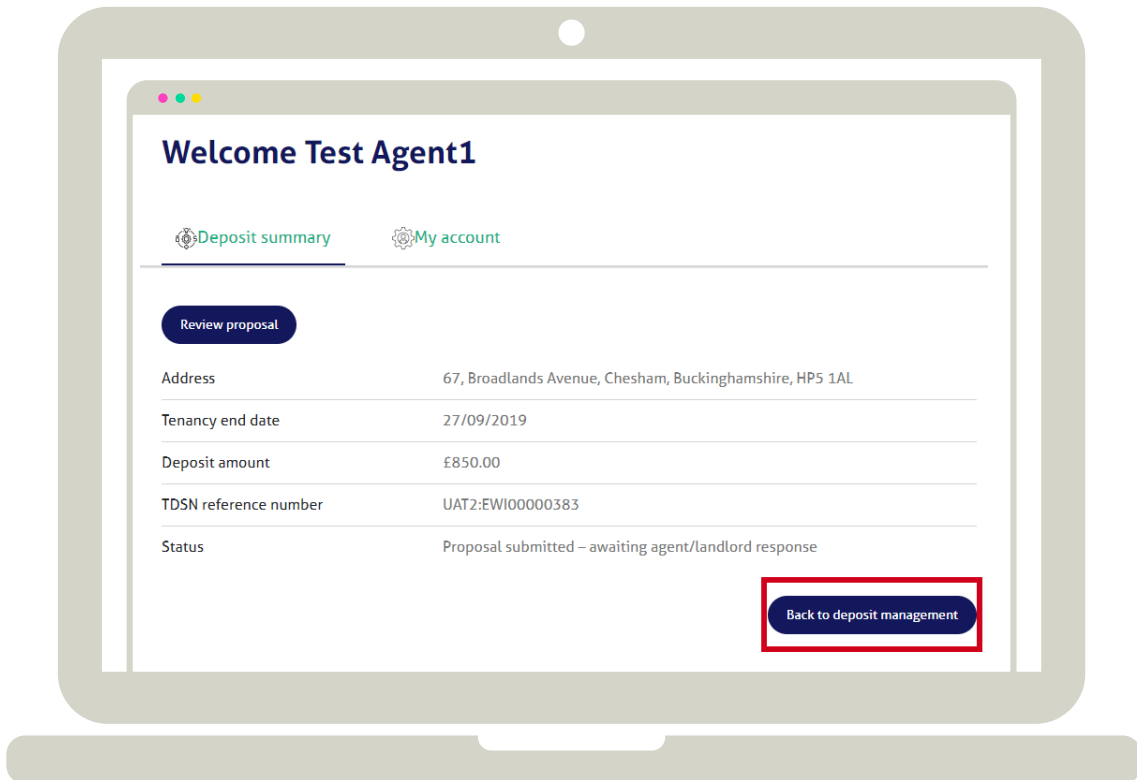 Welcome Test Agent1
Deposit summary My account
Review proposal
Address 67, Broadlands Avenue, Chesham, Buckinghamshire, HP5 1AL
Tenancy end date 27/09/2019
Deposit amount £850.00
TDSN reference number UAT2:EWI00000383
Status Proposal submitted – awaiting agent/landlord response
Back to deposit management